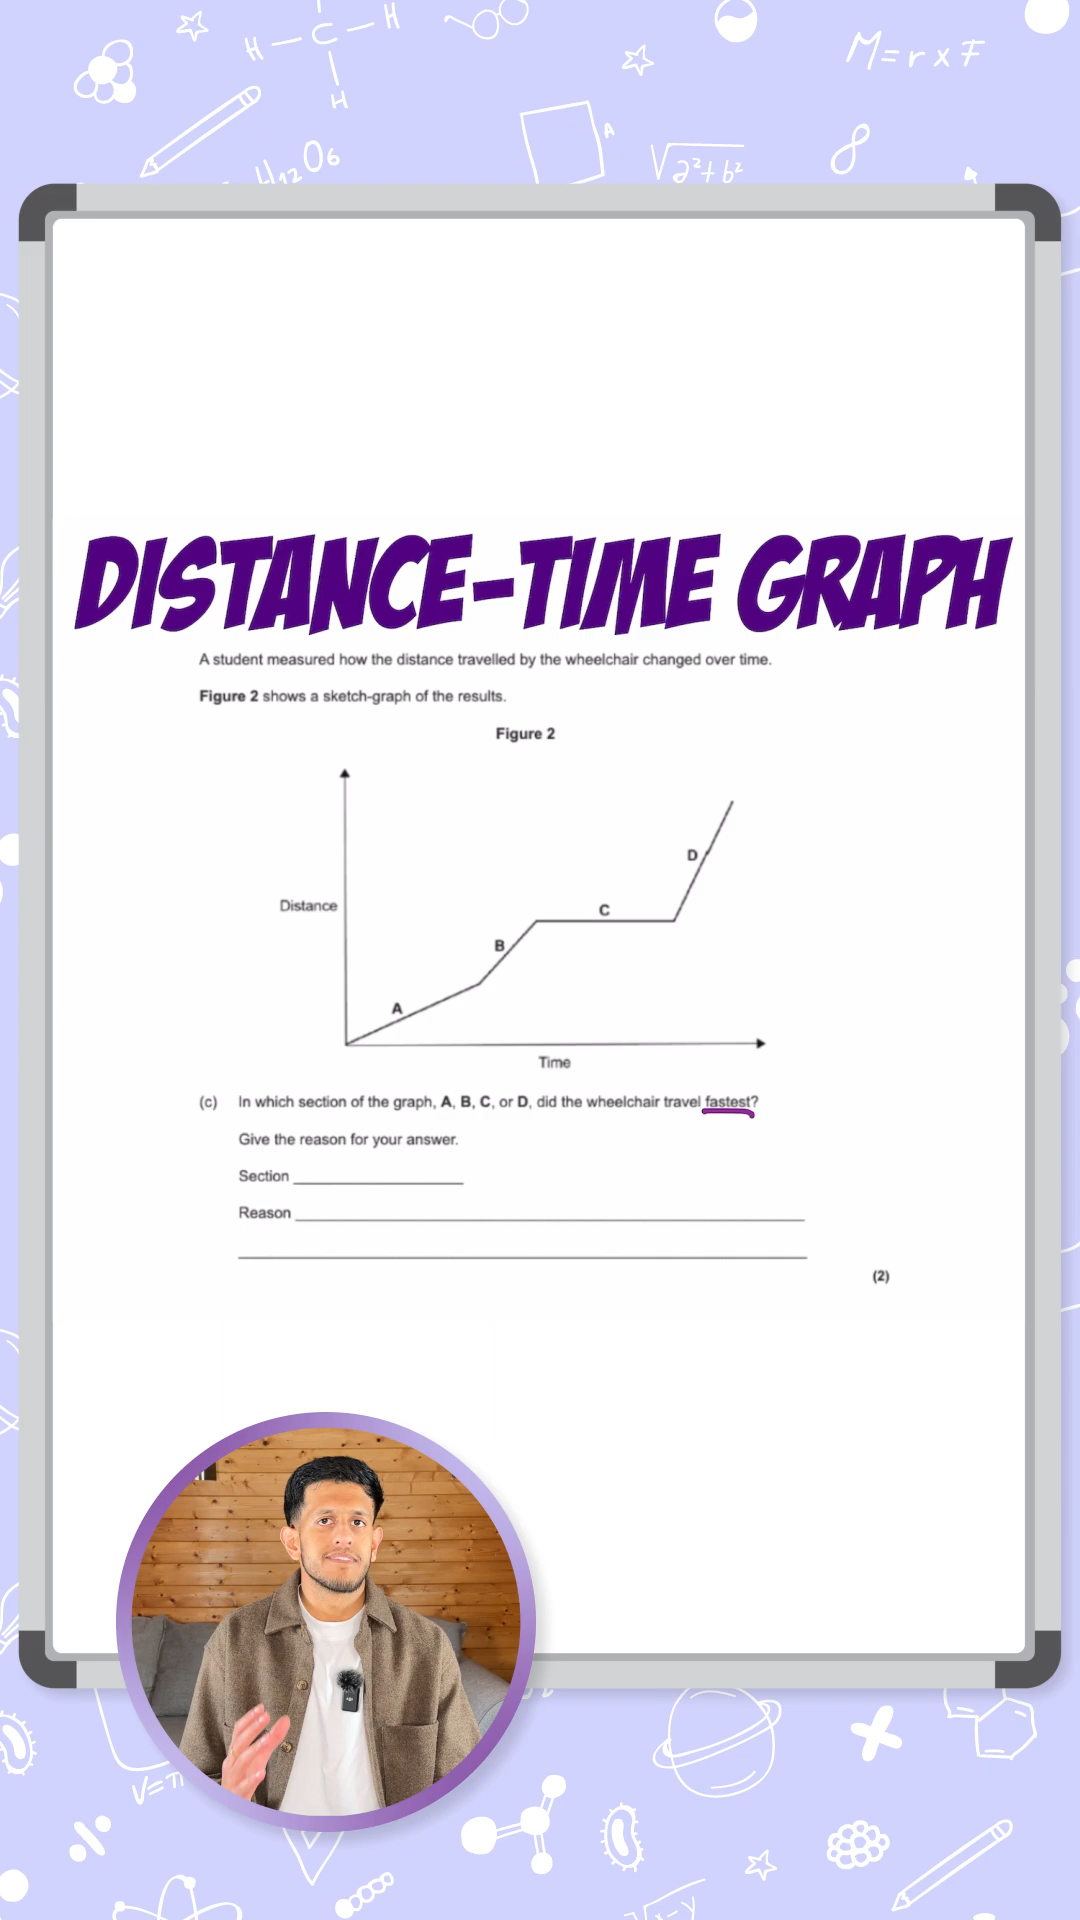 H C H
H
M=r x F
H₁₂O₆
A
√a²+b²
8
DISTANCE-TIME GRAPH
A student measured how the distance travelled by the wheelchair changed over time.
Figure 2 shows a sketch-graph of the results.
Figure 2
D
C
Distance
B
A
Time
(c) In which section of the graph, A, B, C, or D, did the wheelchair travel fastest?
Give the reason for your answer.
Section
Reason
(2)